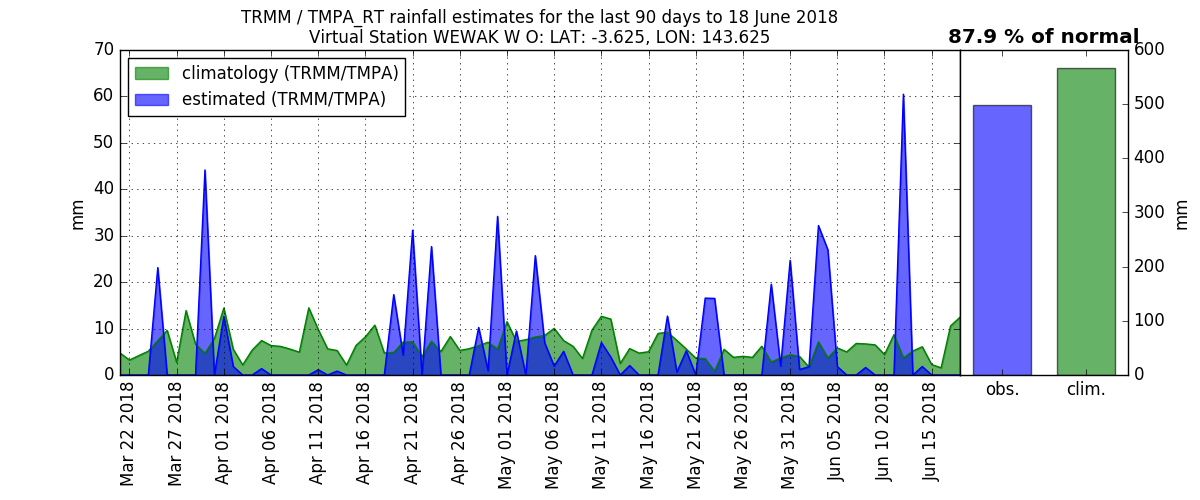 TRMM / TMPA_RT rainfall estimates for the last 90 days to 18 June 2018
Virtual Station WEWAK W O: LAT: -3.625, LON: 143.625
87.9 % of normal
climatology (TRMM/TMPA)
estimated (TRMM/TMPA)
70
60
50
40
30
20
10
0
mm
Mar 22 2018
Mar 27 2018
Apr 01 2018
Apr 06 2018
Apr 11 2018
Apr 16 2018
Apr 21 2018
Apr 26 2018
May 01 2018
May 06 2018
May 11 2018
May 16 2018
May 21 2018
May 26 2018
May 31 2018
Jun 05 2018
Jun 10 2018
Jun 15 2018
600
500
400
300
200
100
0
mm
obs.
clim.